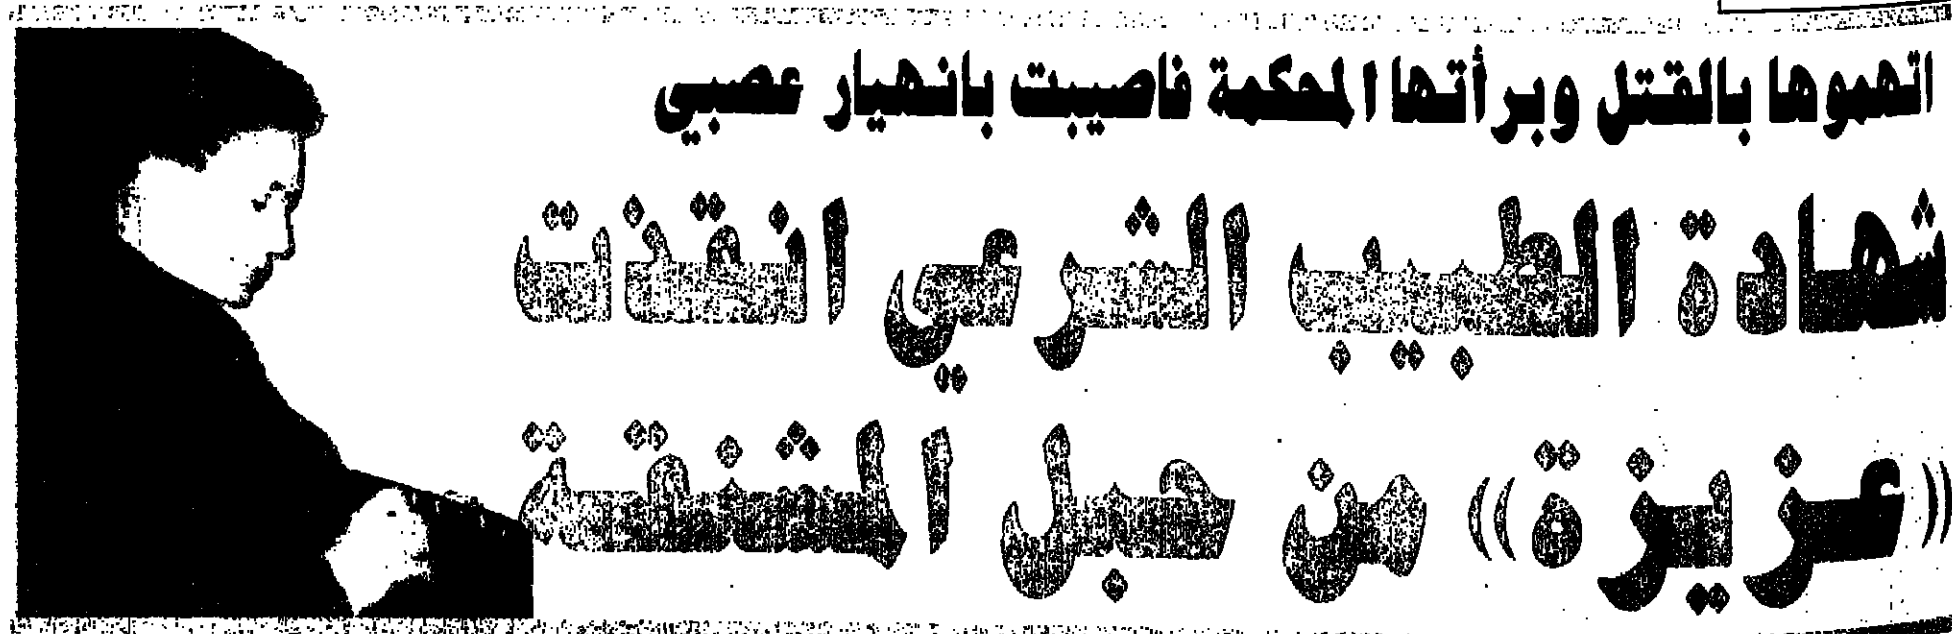 اتهموها بالقتل وبرأتها المحكمة فاصيبت بانهيار عصبي
شهادة الطبيب الشرعي انقذت
«عزيزة» من حبل المشنقة